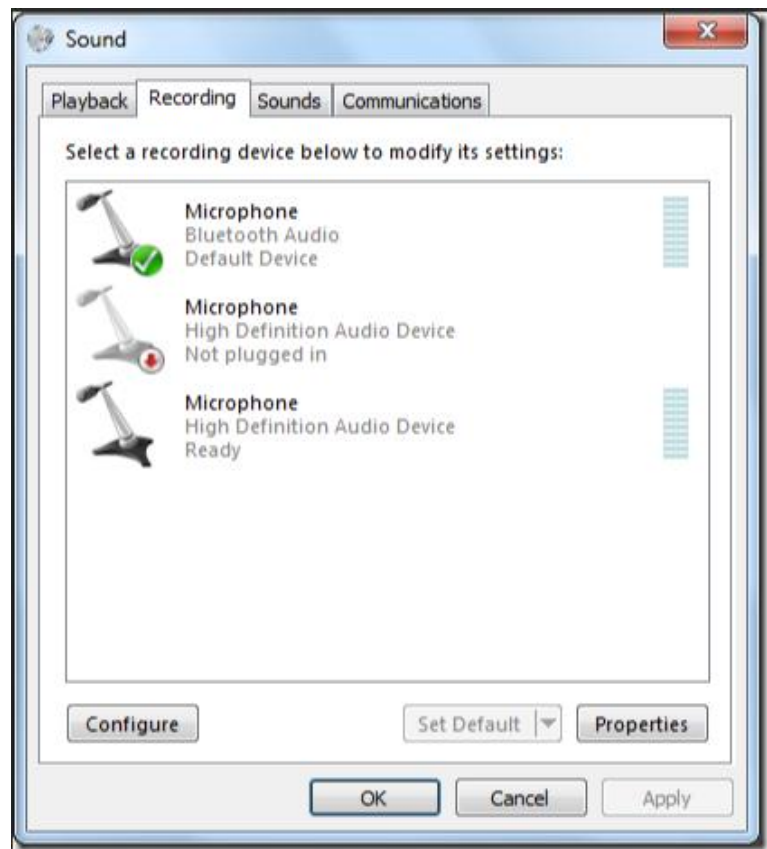 Sound
Playback Recording Sounds Communications
Select a recording device below to modify its settings:
Microphone
Bluetooth Audio
Default Device
Microphone
High Definition Audio Device
Not plugged in
Microphone
High Definition Audio Device
Ready
Configure Set Default Properties
OK Cancel Apply